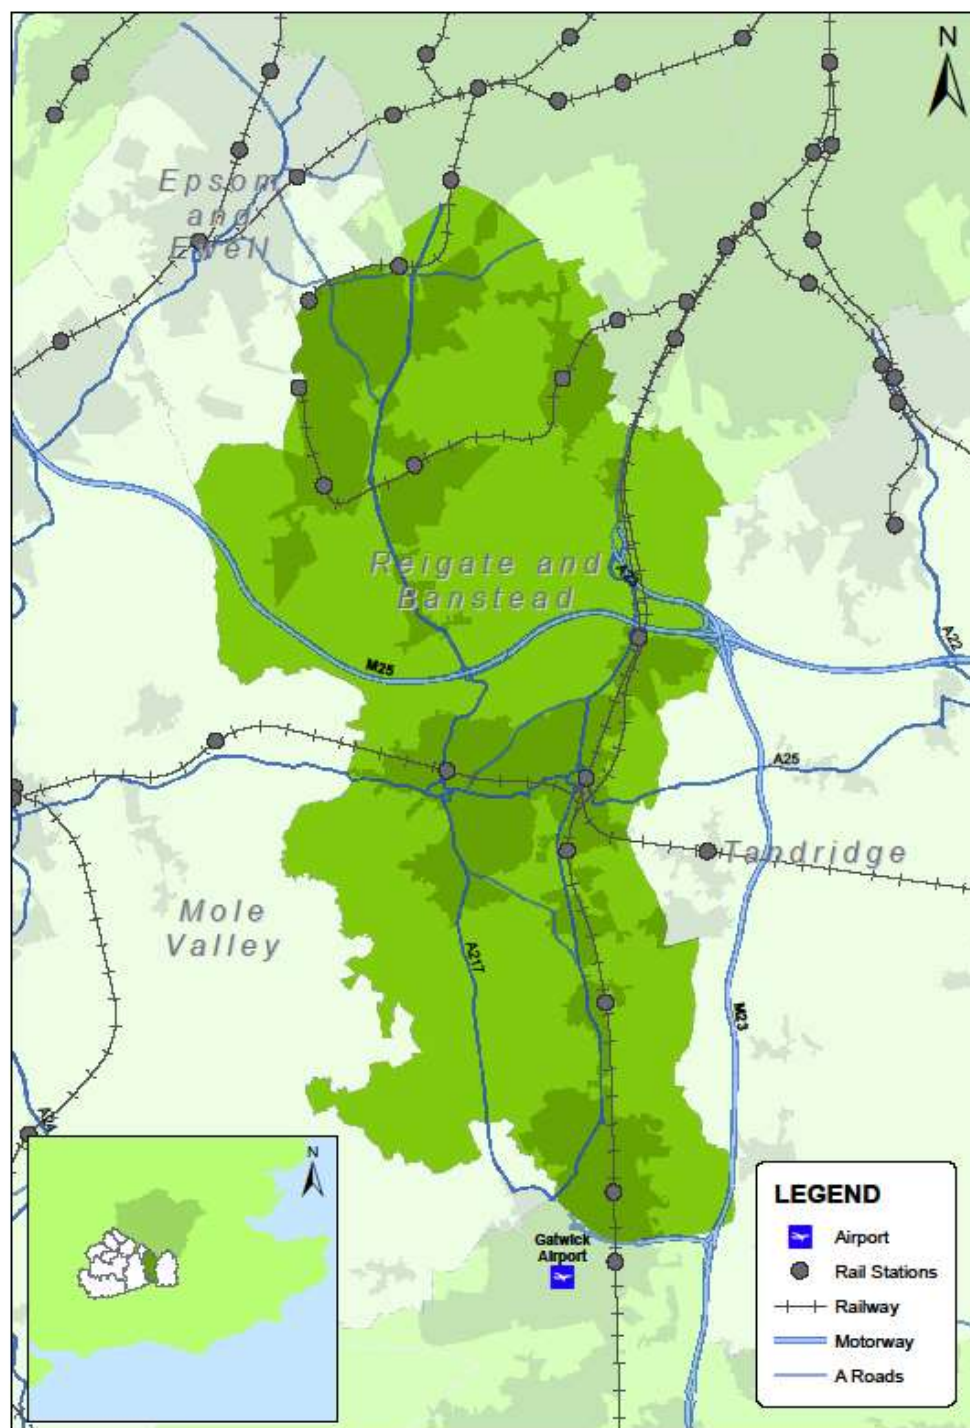 N
Epsom
and
Ewell
Reigate and
Banstead
A23
M25
A22
A25
Tandridge
Mole
Valley
A217
M23
A24
N
Gatwick
Airport
LEGEND
Airport
Rail Stations
Railway
Motorway
A Roads